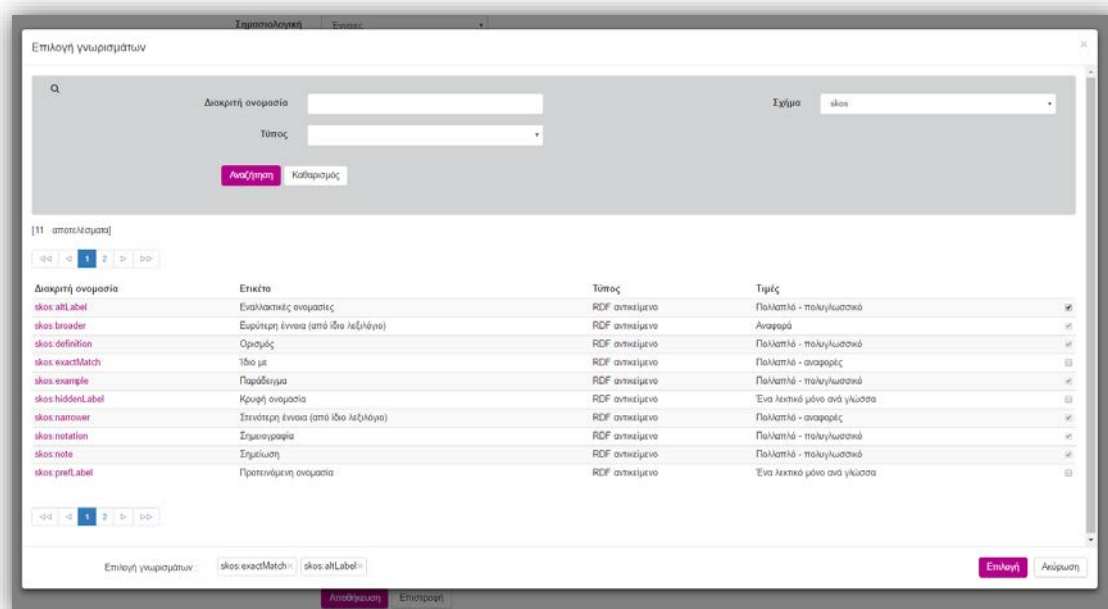 Σημασιολογική Έννοιες
Επιλογή γνωρισμάτων ×
Διακριτή ονομασία Σχήμα skos
Τύπος
Αναζήτηση Καθαρισμός
[11 αποτελέσματα]
1 2
Διακριτή ονομασία Ετικέτα Τύπος Τιμές
skos:altLabel Εναλλακτικές ονομασίες RDF αντικείμενο Πολλαπλό - πολυγλωσσικό
skos:broader Ευρύτερη έννοια (από ίδιο λεξιλόγιο) RDF αντικείμενο Αναφορά
skos:definition Ορισμός RDF αντικείμενο Πολλαπλό - πολυγλωσσικό
skos:exactMatch Ίδιο με RDF αντικείμενο Πολλαπλό - αναφορές
skos:example Παράδειγμα RDF αντικείμενο Πολλαπλό - πολυγλωσσικό
skos:hiddenLabel Κρυφή ονομασία RDF αντικείμενο Ένα λεκτικό μόνο ανά γλώσσα
skos:narrower Στενότερη έννοια (από ίδιο λεξιλόγιο) RDF αντικείμενο Πολλαπλό - αναφορές
skos:notation Σημειογραφία RDF αντικείμενο Πολλαπλό - πολυγλωσσικό
skos:note Σημείωση RDF αντικείμενο Πολλαπλό - πολυγλωσσικό
skos:prefLabel Προτεινόμενη ονομασία RDF αντικείμενο Ένα λεκτικό μόνο ανά γλώσσα
1 2
Επιλογή γνωρισμάτων : skos:exactMatch× skos:altLabel× Επιλογή Ακύρωση
Αποθήκευση Επιστροφή